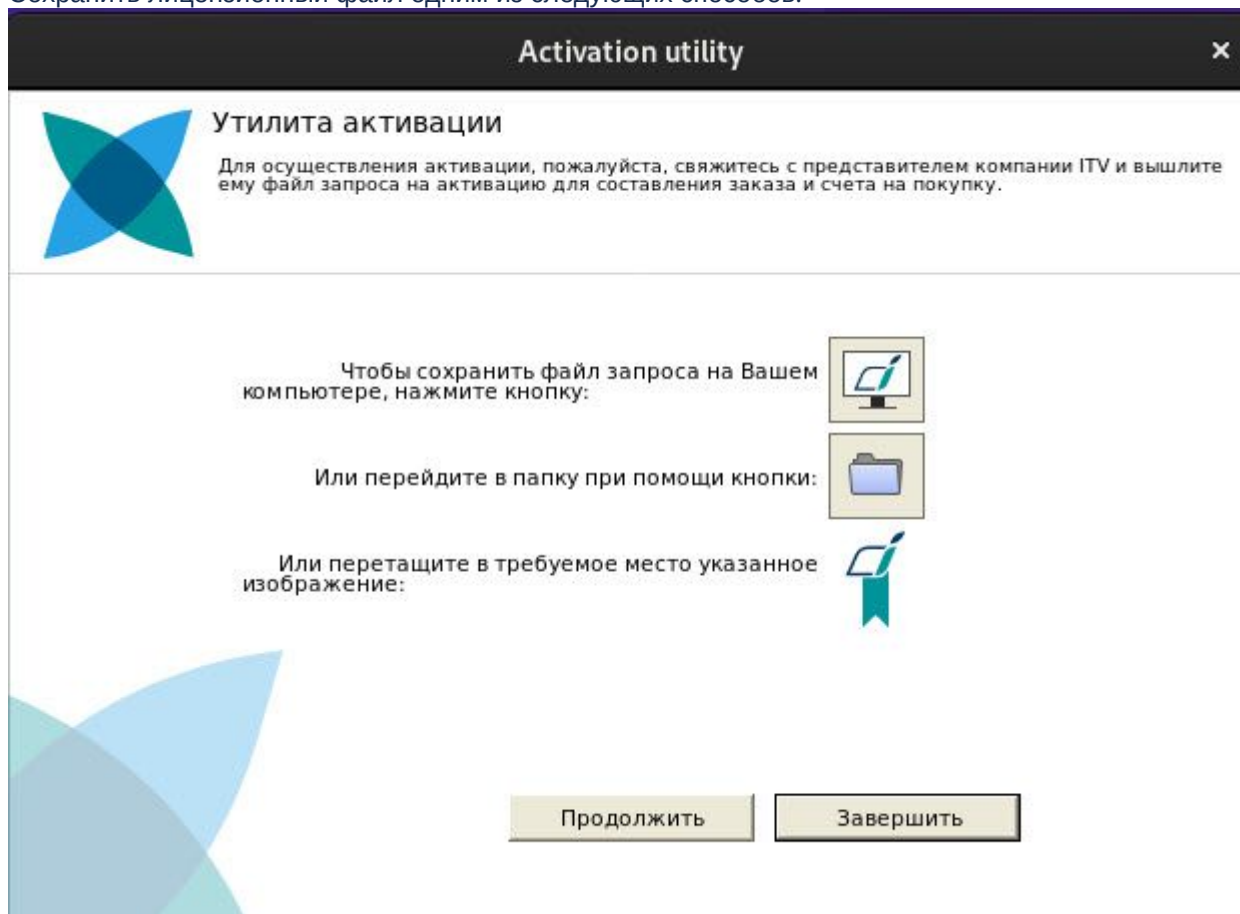 Сохранить лицензионный файл одним из следующих способов:
Activation utility
Утилита активации
Для осуществления активации, пожалуйста, свяжитесь с представителем компании ITV и вышлите
ему файл запроса на активацию для составления заказа и счета на покупку.
Чтобы сохранить файл запроса на Вашем
компьютере, нажмите кнопку:
Или перейдите в папку при помощи кнопки:
Или перетащите в требуемое место указанное
изображение:
Продолжить
Завершить